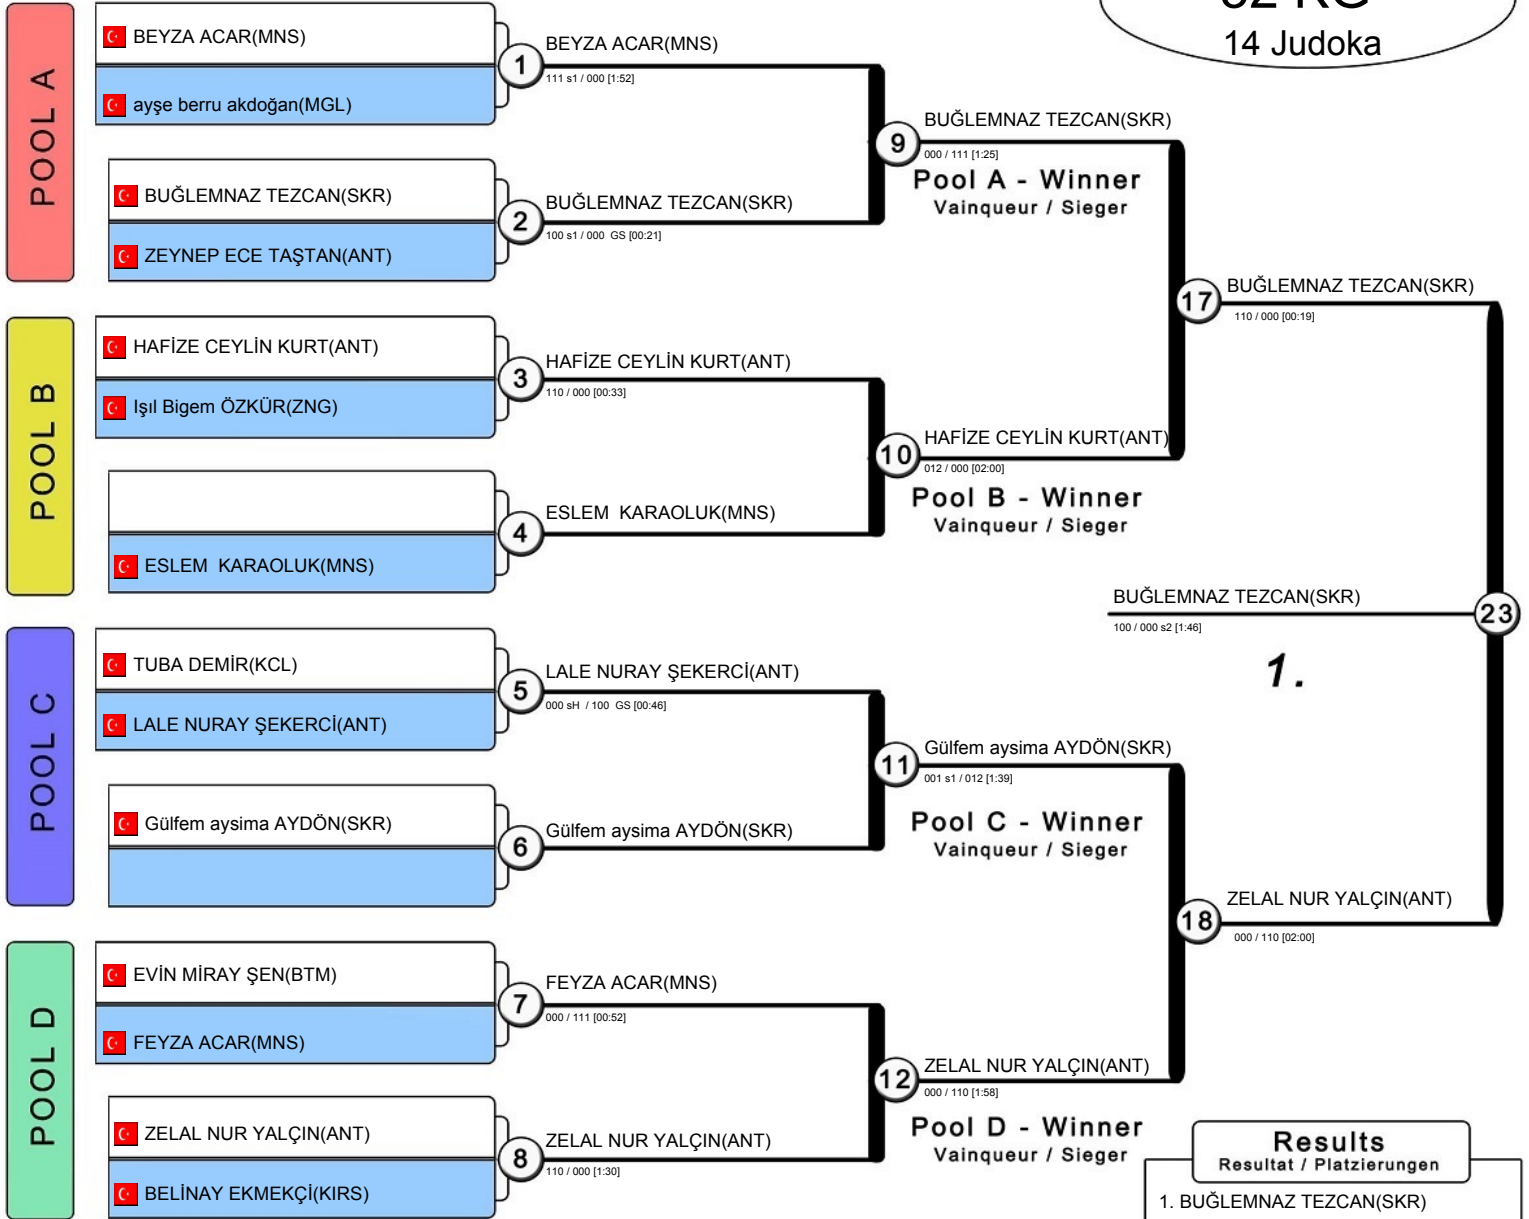 14 Judoka
POOL A
BEYZA ACAR(MNS)
ayşe berru akdoğan(MGL)
1
BEYZA ACAR(MNS)
111 s1 / 000 [1:52]
BUĞLEMNAZ TEZCAN(SKR)
ZEYNEP ECE TAŞTAN(ANT)
2
BUĞLEMNAZ TEZCAN(SKR)
100 s1 / 000 GS [00:21]
9
BUĞLEMNAZ TEZCAN(SKR)
000 / 111 [1:25]
Pool A - Winner
Vainqueur / Sieger
POOL B
HAFİZE CEYLİN KURT(ANT)
Işıl Bigem ÖZKÜR(ZNG)
3
HAFİZE CEYLİN KURT(ANT)
110 / 000 [00:33]
ESLEM KARAOLUK(MNS)
4
ESLEM KARAOLUK(MNS)
10
HAFİZE CEYLİN KURT(ANT)
012 / 000 [02:00]
Pool B - Winner
Vainqueur / Sieger
17
BUĞLEMNAZ TEZCAN(SKR)
110 / 000 [00:19]
POOL C
TUBA DEMİR(KCL)
LALE NURAY ŞEKERCİ(ANT)
5
LALE NURAY ŞEKERCİ(ANT)
000 sH / 100 GS [00:46]
Gülfem aysima AYDÖN(SKR)
6
Gülfem aysima AYDÖN(SKR)
11
Gülfem aysima AYDÖN(SKR)
001 s1 / 012 [1:39]
Pool C - Winner
Vainqueur / Sieger
POOL D
EVİN MİRAY ŞEN(BTM)
FEYZA ACAR(MNS)
7
FEYZA ACAR(MNS)
000 / 111 [00:52]
ZELAL NUR YALÇIN(ANT)
BELİNAY EKMEKÇİ(KIRS)
8
ZELAL NUR YALÇIN(ANT)
110 / 000 [1:30]
12
ZELAL NUR YALÇIN(ANT)
000 / 110 [1:58]
Pool D - Winner
Vainqueur / Sieger
18
ZELAL NUR YALÇIN(ANT)
000 / 110 [02:00]
23
BUĞLEMNAZ TEZCAN(SKR)
100 / 000 s2 [1:46]
1.
Results
Resultat / Platzierungen
1. BUĞLEMNAZ TEZCAN(SKR)